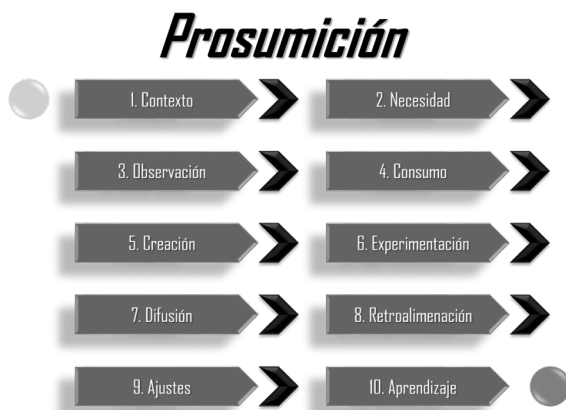 Prosumición
1. Contexto
2. Necesidad
3. Observación
4. Consumo
5. Creación
6. Experimentación
7. Difusión
8. Retroalimenación
9. Ajustes
10. Aprendizaje